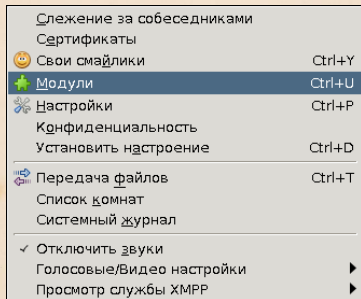 Слежение за собеседниками
Сертификаты
Свои смайлики Ctrl+Y
Модули Ctrl+U
Настройки Ctrl+P
Конфиденциальность
Установить настроение Ctrl+D
Передача файлов Ctrl+T
Список комнат
Системный журнал
Отключить звуки
Голосовые/Видео настройки
Просмотр службы XMPP